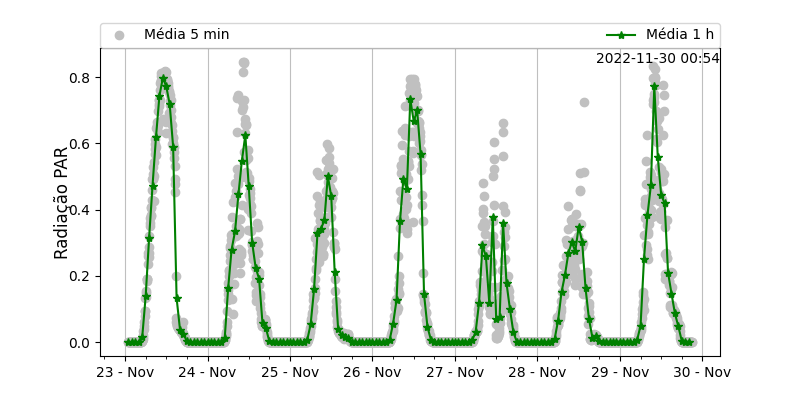 Média 5 min
Média 1 h
2022-11-30 00:54
Radiação PAR
0.8
0.6
0.4
0.2
0.0
23 - Nov
24 - Nov
25 - Nov
26 - Nov
27 - Nov
28 - Nov
29 - Nov
30 - Nov